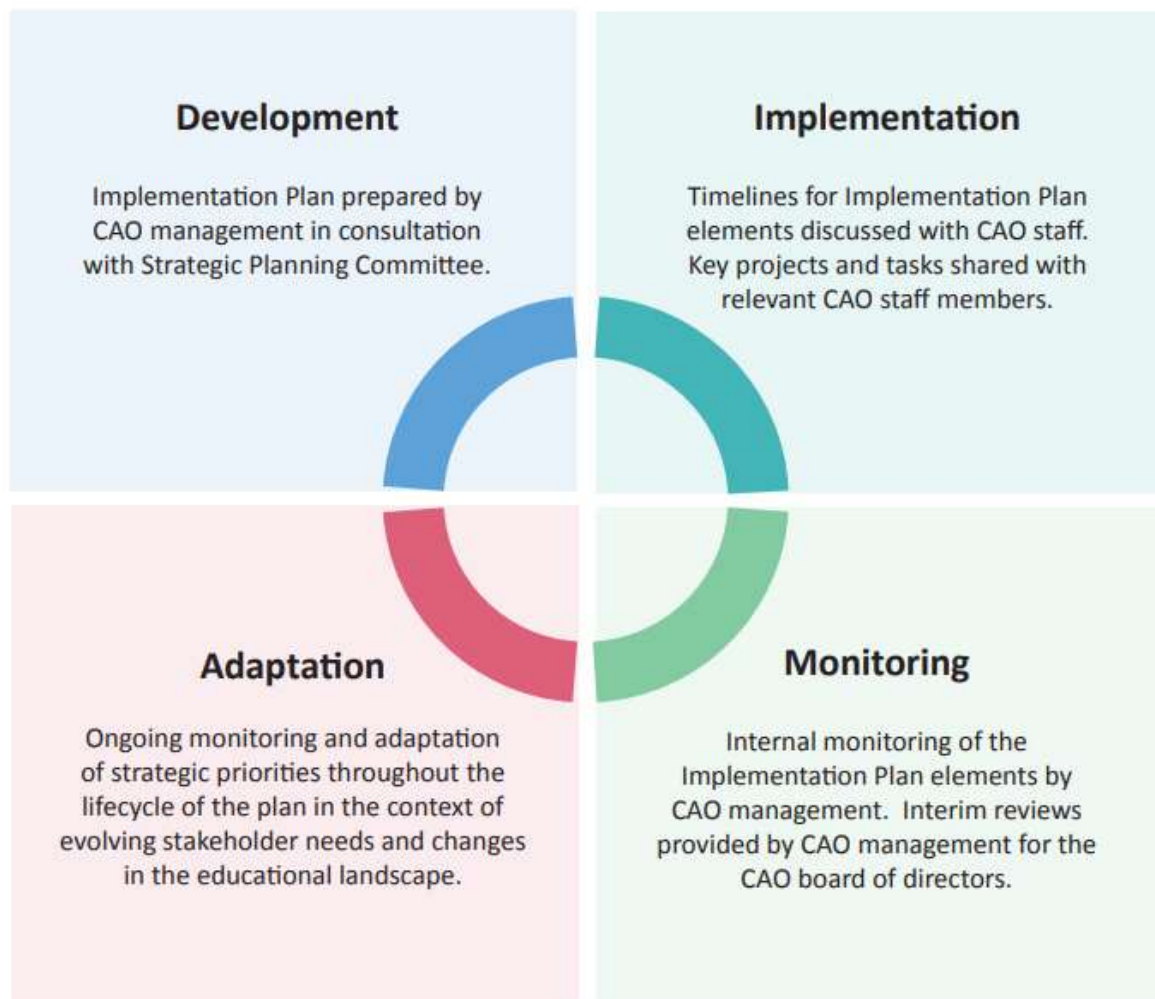 Development
Implementation Plan prepared by
CAO management in consultation
with Strategic Planning Committee.
Implementation
Timelines for Implementation Plan
elements discussed with CAO staff.
Key projects and tasks shared with
relevant CAO staff members.
Adaptation
Ongoing monitoring and adaptation
of strategic priorities throughout the
lifecycle of the plan in the context of
evolving stakeholder needs and changes
in the educational landscape.
Monitoring
Internal monitoring of the
Implementation Plan elements by
CAO management.  Interim reviews
provided by CAO management for the
CAO board of directors.